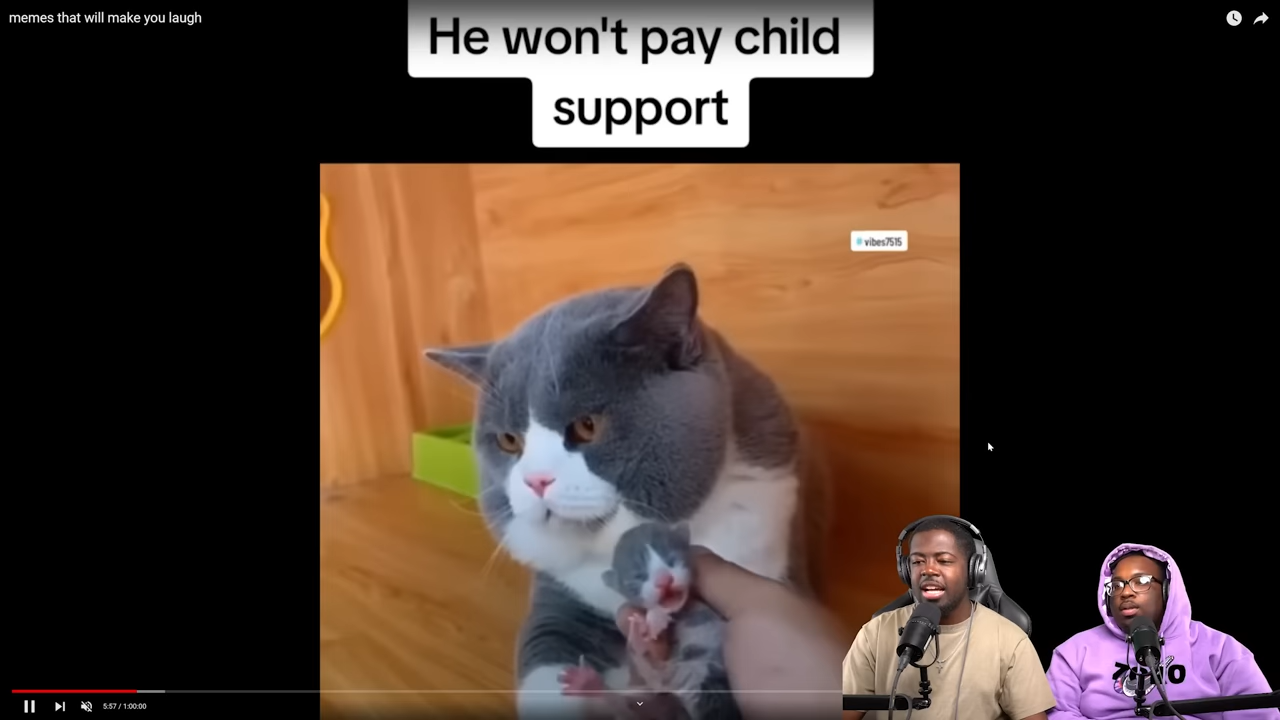 memes that will make you laugh
He won't pay child
support
vibes7515
5:57 / 1:00:00